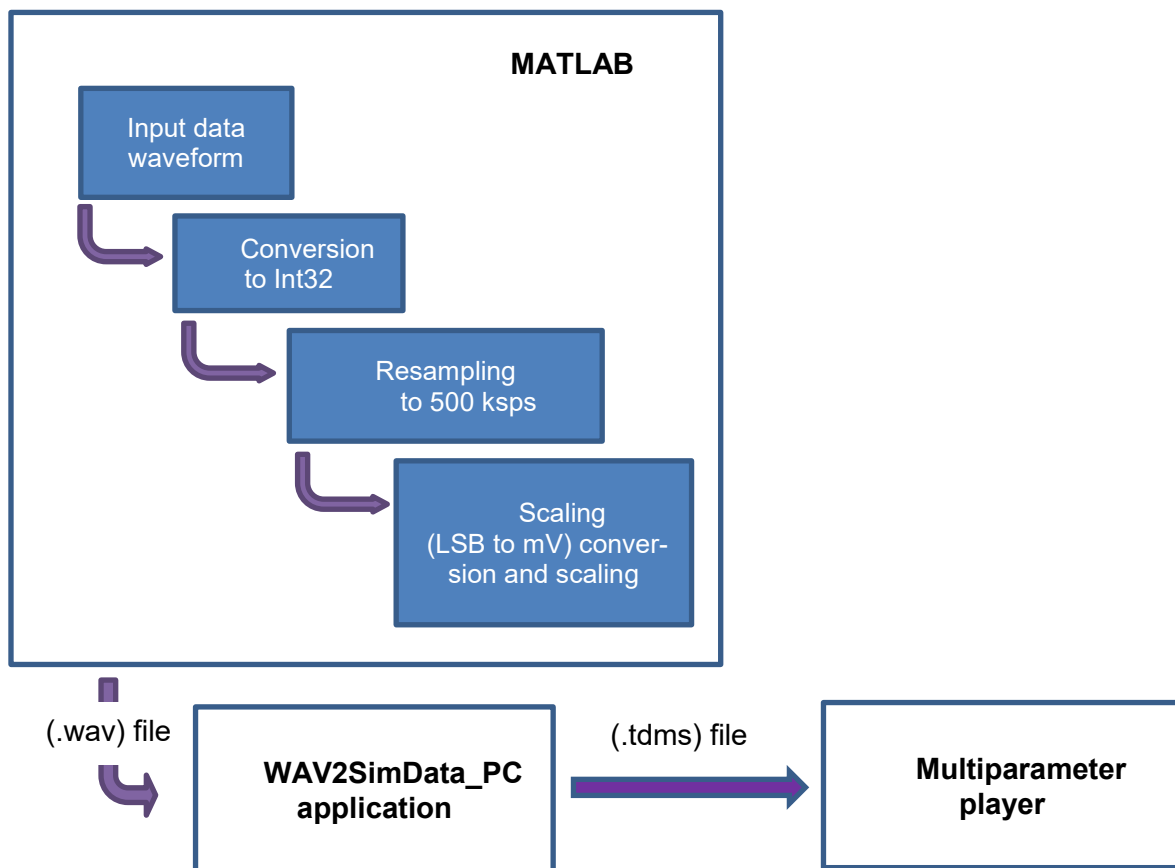 MATLAB
Input data
waveform
Conversion
to Int32
Resampling
to 500 ksps
Scaling
(LSB to mV) conver-
sion and scaling
(.wav) file
WAV2SimData_PC
application
(.tdms) file
Multiparameter
player